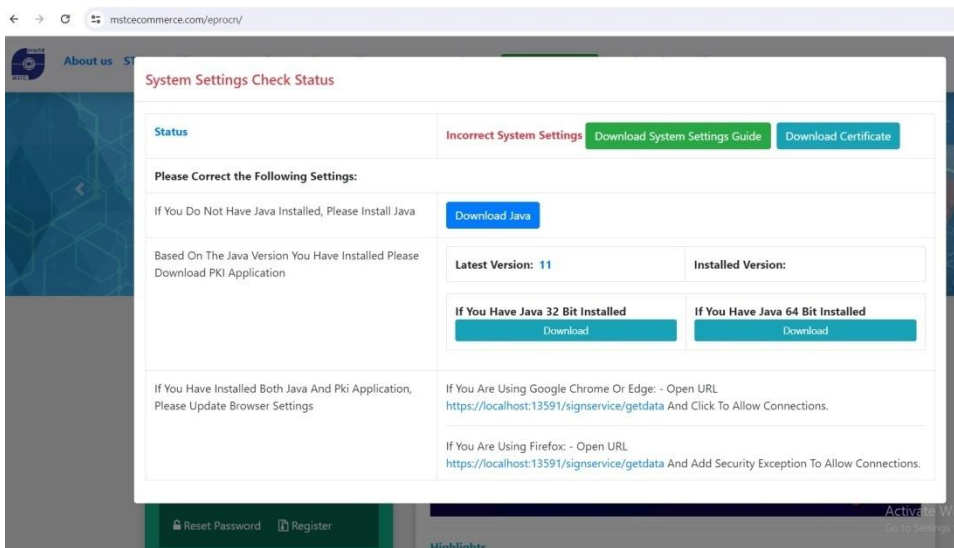 mstcecommerce.com/eprocn/
MSTC
About us
System Settings Check Status
Status
Incorrect System Settings Download System Settings Guide Download Certificate
Please Correct the Following Settings:
If You Do Not Have Java Installed, Please Install Java
Download Java
Based On The Java Version You Have Installed Please
Download PKI Application
Latest Version: 11
Installed Version:
If You Have Java 32 Bit Installed
Download
If You Have Java 64 Bit Installed
Download
If You Have Installed Both Java And Pki Application,
Please Update Browser Settings
If You Are Using Google Chrome Or Edge: - Open URL
https://localhost:13591/signservice/getdata And Click To Allow Connections.
If You Are Using Firefox: - Open URL
https://localhost:13591/signservice/getdata And Add Security Exception To Allow Connections.
Reset Password Register
Highlights
Activate W
Go to Settings